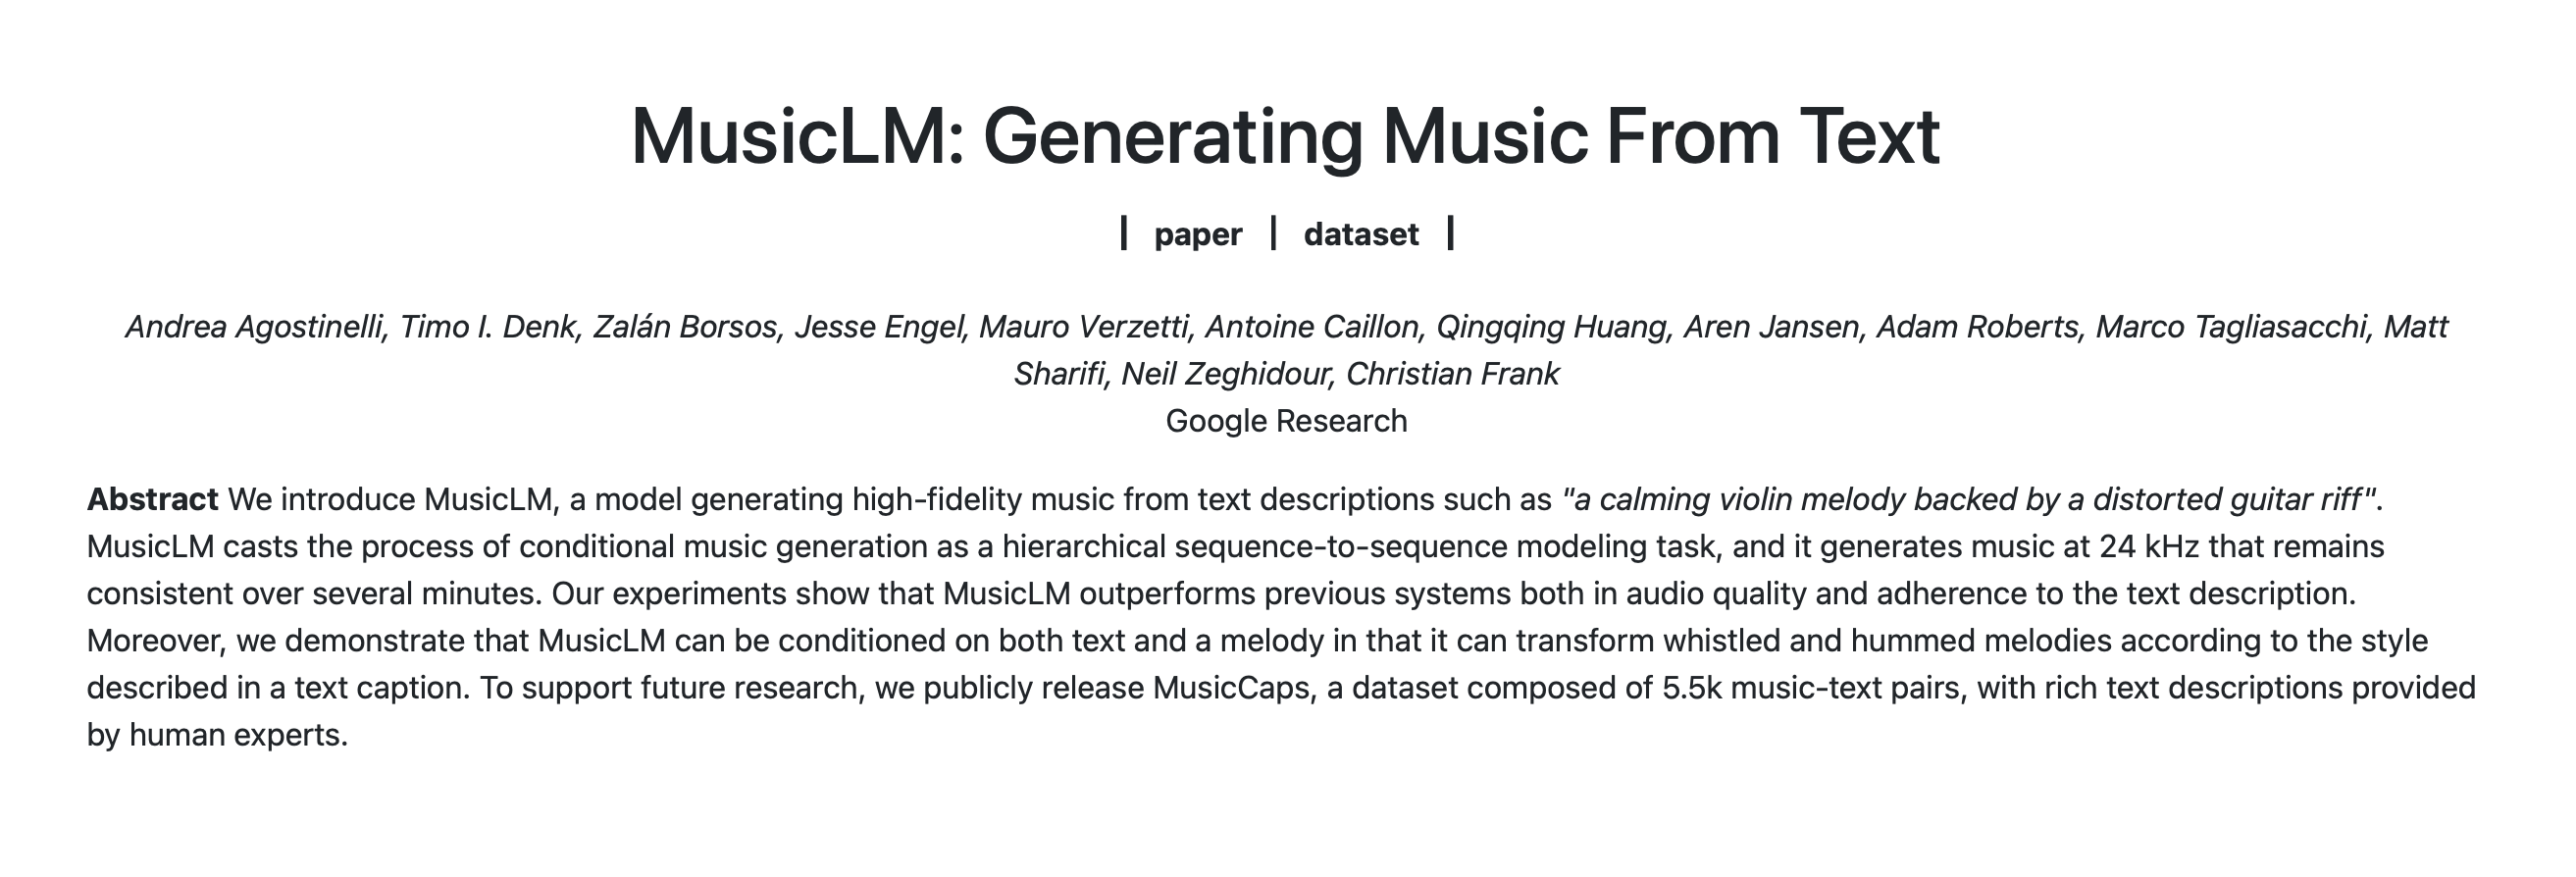 MusicLM: Generating Music From Text
| paper | dataset |
Andrea Agostinelli, Timo I. Denk, Zalán Borsos, Jesse Engel, Mauro Verzetti, Antoine Caillon, Qingqing Huang, Aren Jansen, Adam Roberts, Marco Tagliasacchi, Matt
Sharifi, Neil Zeghidour, Christian Frank
Google Research
Abstract We introduce MusicLM, a model generating high-fidelity music from text descriptions such as "a calming violin melody backed by a distorted guitar riff".
MusicLM casts the process of conditional music generation as a hierarchical sequence-to-sequence modeling task, and it generates music at 24 kHz that remains
consistent over several minutes. Our experiments show that MusicLM outperforms previous systems both in audio quality and adherence to the text description.
Moreover, we demonstrate that MusicLM can be conditioned on both text and a melody in that it can transform whistled and hummed melodies according to the style
described in a text caption. To support future research, we publicly release MusicCaps, a dataset composed of 5.5k music-text pairs, with rich text descriptions provided
by human experts.